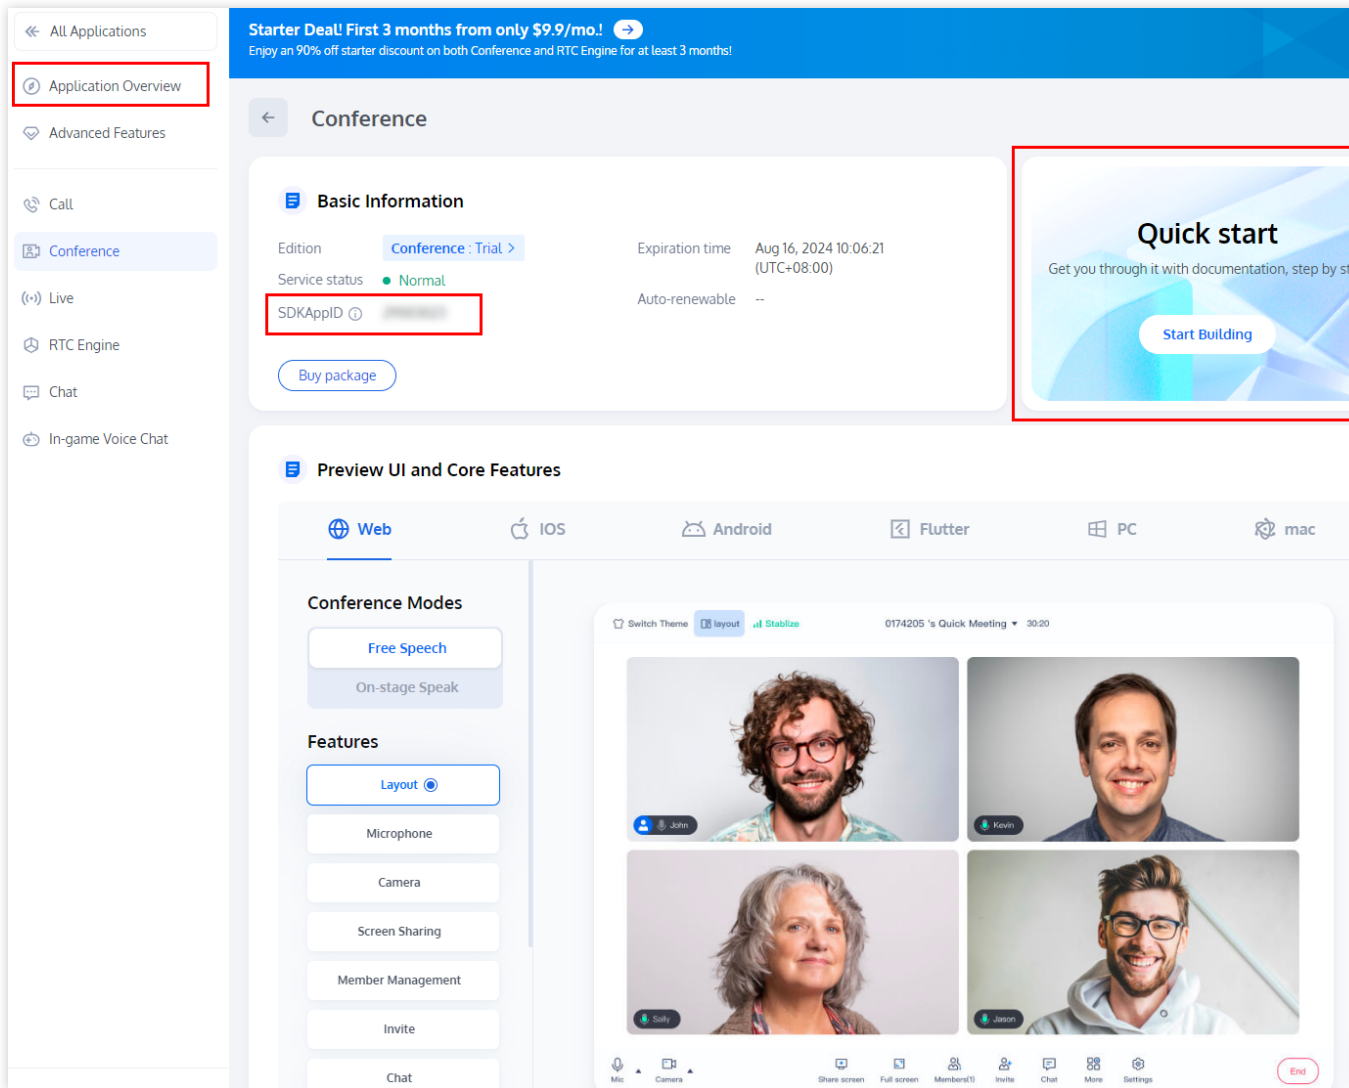 All Applications
Application Overview
Advanced Features
Call
Conference
Live
RTC Engine
Chat
In-game Voice Chat
Starter Deal! First 3 months from only $9.9/mo.!
Enjoy an 90% off starter discount on both Conference and RTC Engine for at least 3 months!
Conference
Basic Information
Edition
Conference : Trial >
Service status
Normal
SDKAppID
Expiration time
Aug 16, 2024 10:06:21
(UTC+08:00)
Auto-renewable
--
Buy package
Quick start
Get you through it with documentation, step by st
Start Building
Preview UI and Core Features
Web
IOS
Android
Flutter
PC
mac
Conference Modes
Free Speech
On-stage Speak
Features
Layout
Microphone
Camera
Screen Sharing
Member Management
Invite
Chat
Switch Theme
layout
Stablize
0174205 's Quick Meeting
30:20
John
Kevin
Sally
Jason
Mic
Camera
Share screen
Full screen
Members(1)
Invite
Chat
More
Settings
End